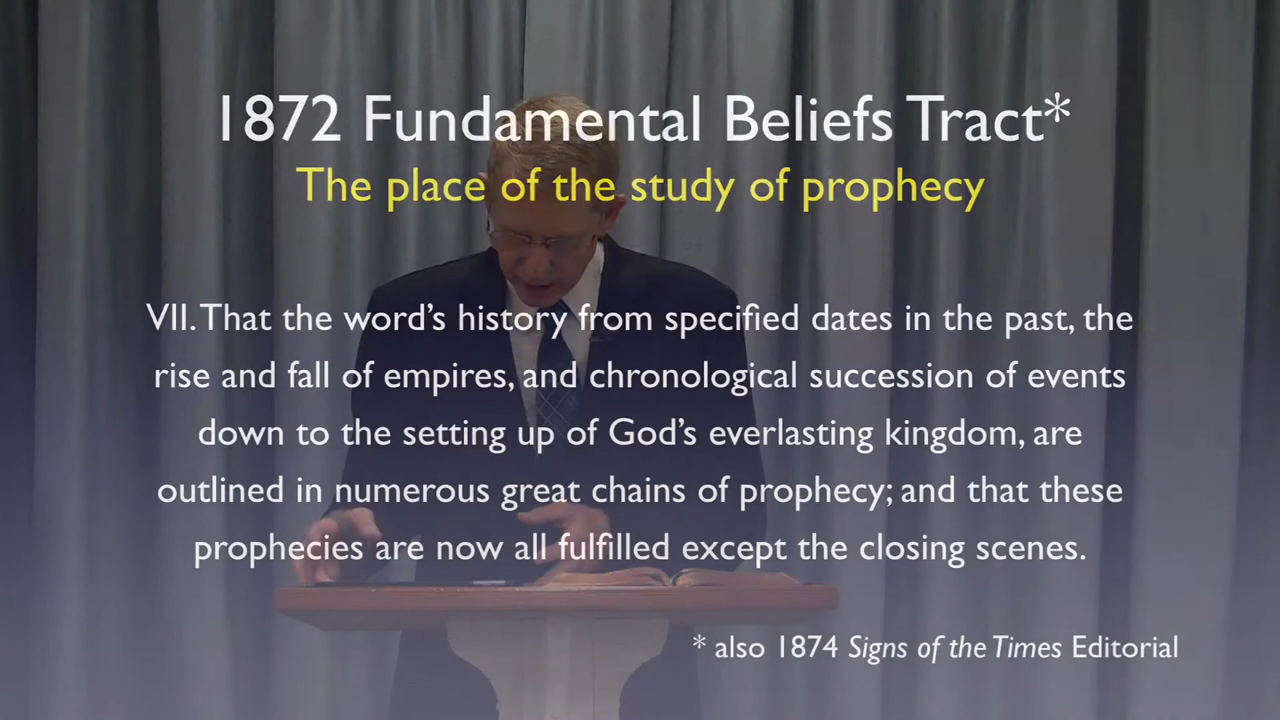 1872 Fundamental Beliefs Tract*
The place of the study of prophecy
VII. That the word's history from specified dates in the past, the
rise and fall of empires, and chronological succession of events
down to the setting up of God's everlasting kingdom, are
outlined in numerous great chains of prophecy; and that these
prophecies are now all fulfilled except the closing scenes.
* also 1874 Signs of the Times Editorial